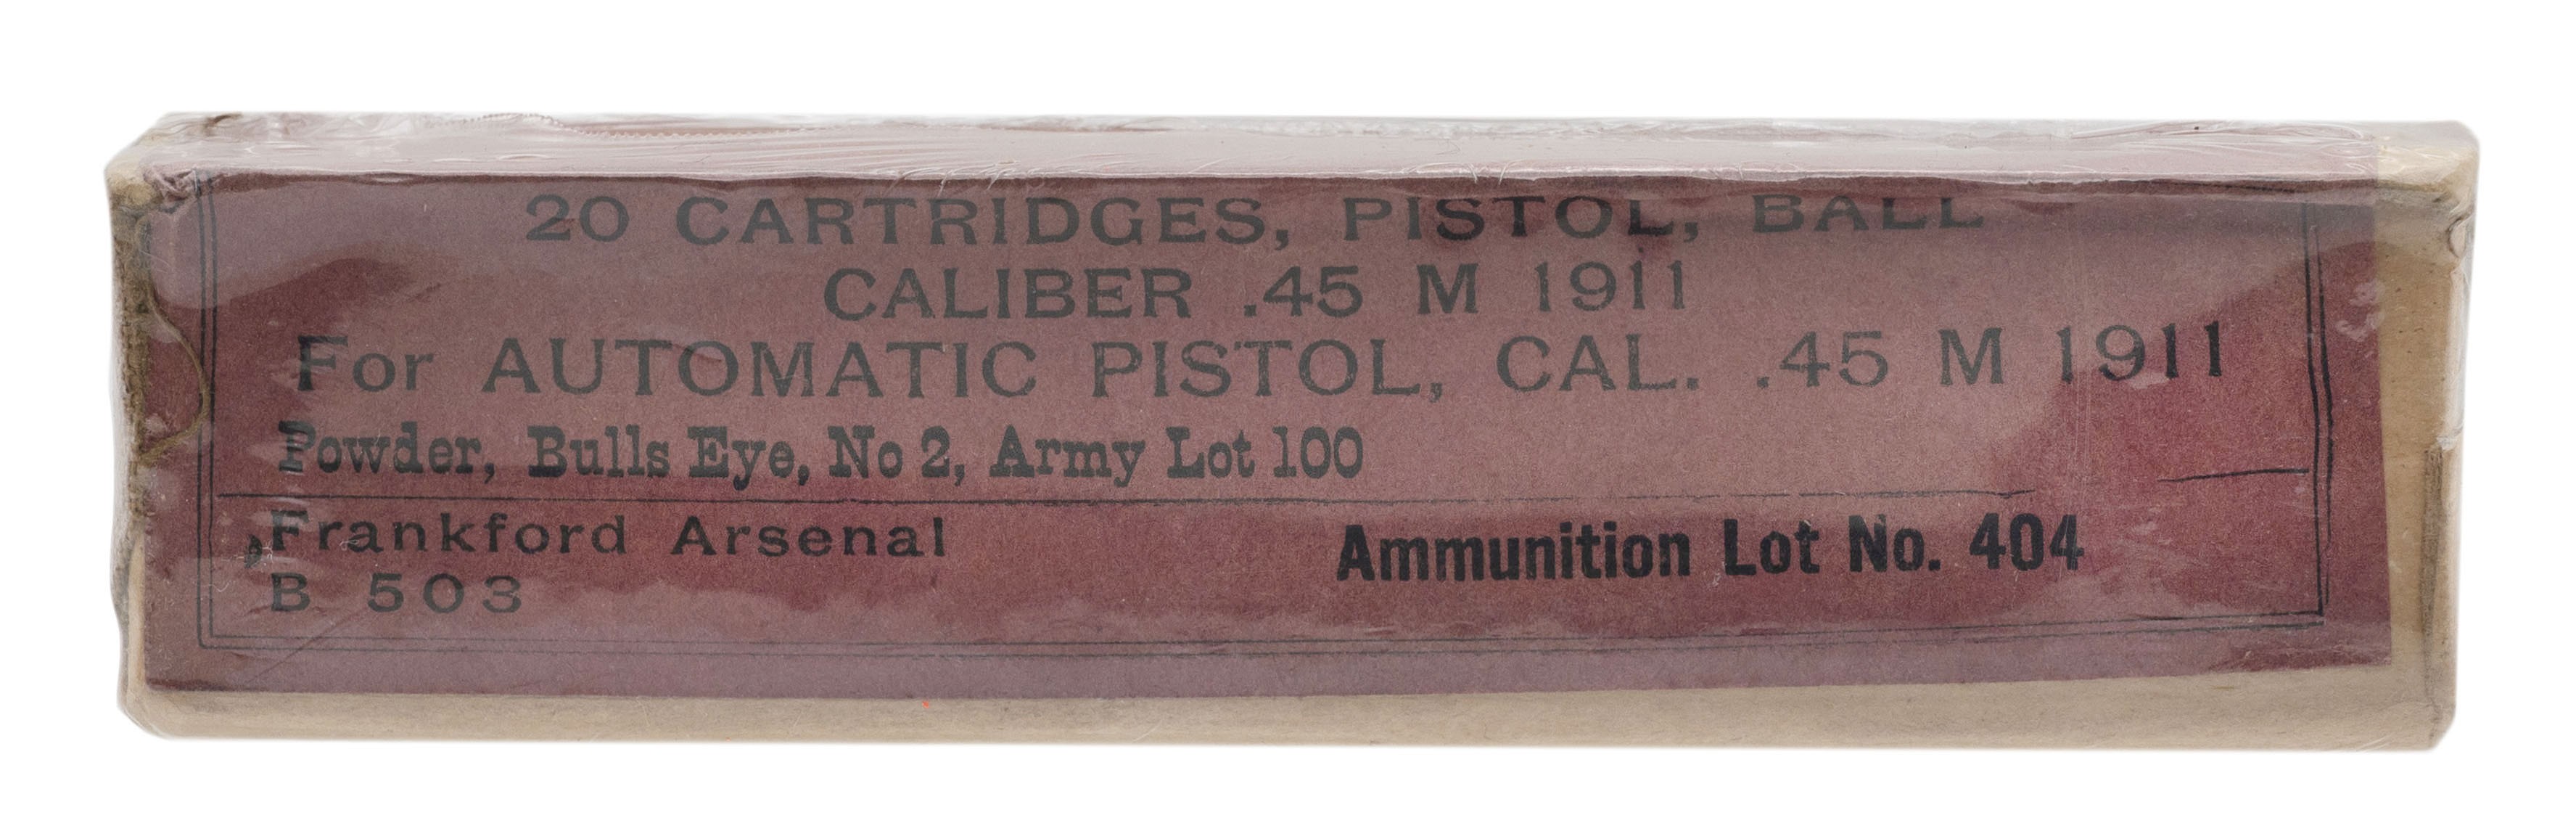 20 CARTRIDGES, PISTOL, BALL
CALIBER .45 M 1911
For AUTOMATIC PISTOL, CAL. .45 M 1911
Powder, Bulls Eye, No 2, Army Lot 100
Frankford Arsenal
Ammunition Lot No. 404
B 503